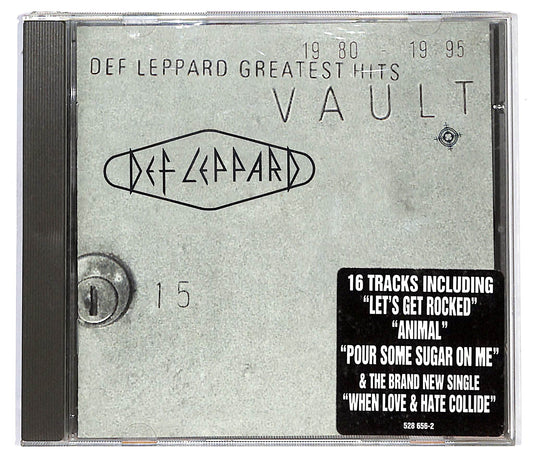 19 80 - 19 95
DEF LEPPARD GREATEST HITS
VAULT
DEF LEPPARD
15
16 TRACKS INCLUDING
"LET'S GET ROCKED"
"ANIMAL"
"POUR SOME SUGAR ON ME"
& THE BRAND NEW SINGLE
"WHEN LOVE & HATE COLLIDE"
528 656-2